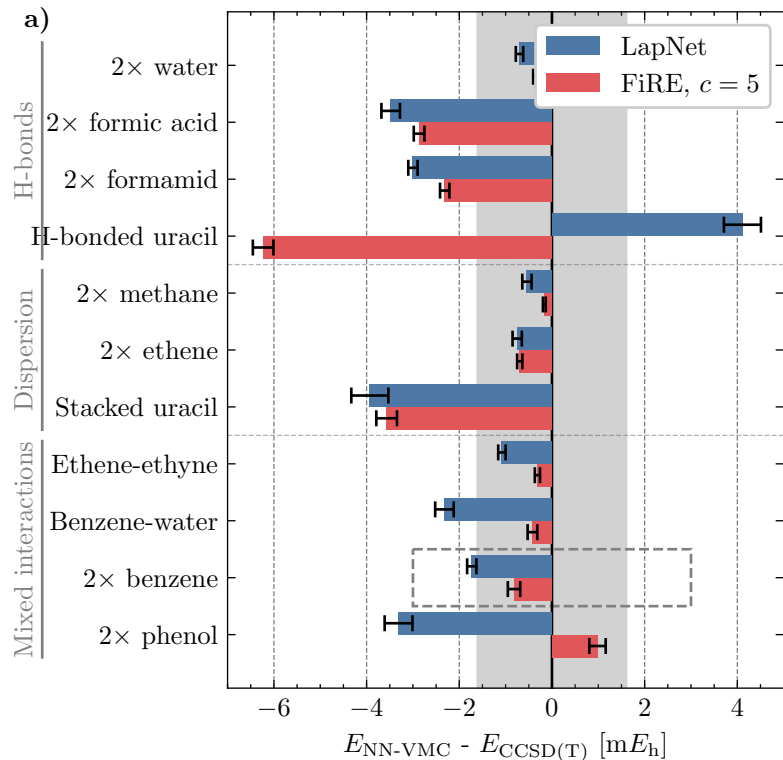 a)
LapNet
FiRE, c = 5
H-bonds
2× water
2× formic acid
2× formamid
H-bonded uracil
Dispersion
2× methane
2× ethene
Stacked uracil
Mixed interactions
Ethene-ethyne
Benzene-water
2× benzene
2× phenol
−6 −4 −2 0 2 4
E_NN-VMC - E_CCSD(T) [mE_h]